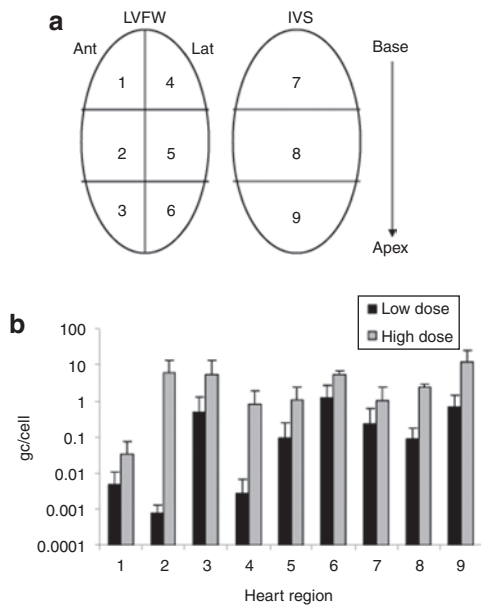 a
LVFW
IVS
Ant
Lat
Base
1
4
7
2
5
8
3
6
9
Apex
b
Low dose
High dose
100
10
1
0.1
0.01
0.001
0.0001
gc/cell
1 2 3 4 5 6 7 8 9
Heart region